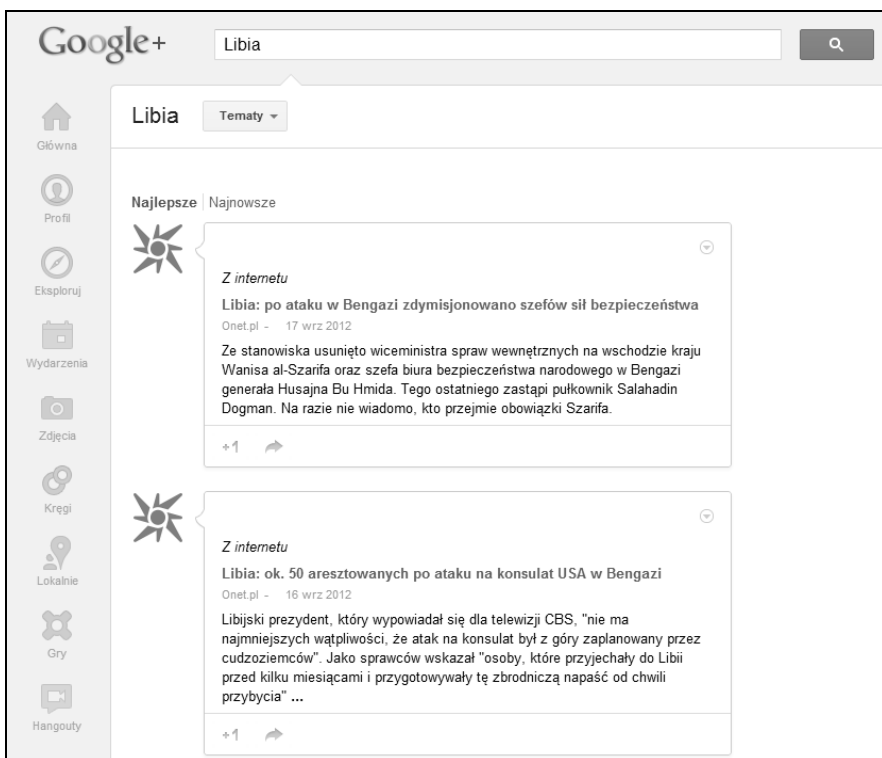 Google+
Libia
Libia
Tematy
Główna
Profil
Eksploruj
Wydarzenia
Zdjęcia
Kręgi
Lokalnie
Gry
Hangouty
Najlepsze Najnowsze
Z internetu
Libia: po ataku w Bengazi zdymisjonowano szefów sił bezpieczeństwa
Onet.pl - 17 wrz 2012
Ze stanowiska usunięto wiceministra spraw wewnętrznych na wschodzie kraju
Wanisa al-Szarifa oraz szefa biura bezpieczeństwa narodowego w Bengazi
generała Husajna Bu Hmida. Tego ostatniego zastąpi pułkownik Salahadin
Dogman. Na razie nie wiadomo, kto przejmie obowiązki Szarifa.
+1
Z internetu
Libia: ok. 50 aresztowanych po ataku na konsulat USA w Bengazi
Onet.pl - 16 wrz 2012
Libijski prezydent, który wypowiadał się dla telewizji CBS, "nie ma
najmniejszych wątpliwości, że atak na konsulat był z góry zaplanowany przez
cudzoziemców". Jako sprawców wskazał "osoby, które przyjechały do Libii
przed kilku miesiącami i przygotowywały tę zbrodniczą napaść od chwili
przybycia" ...
+1